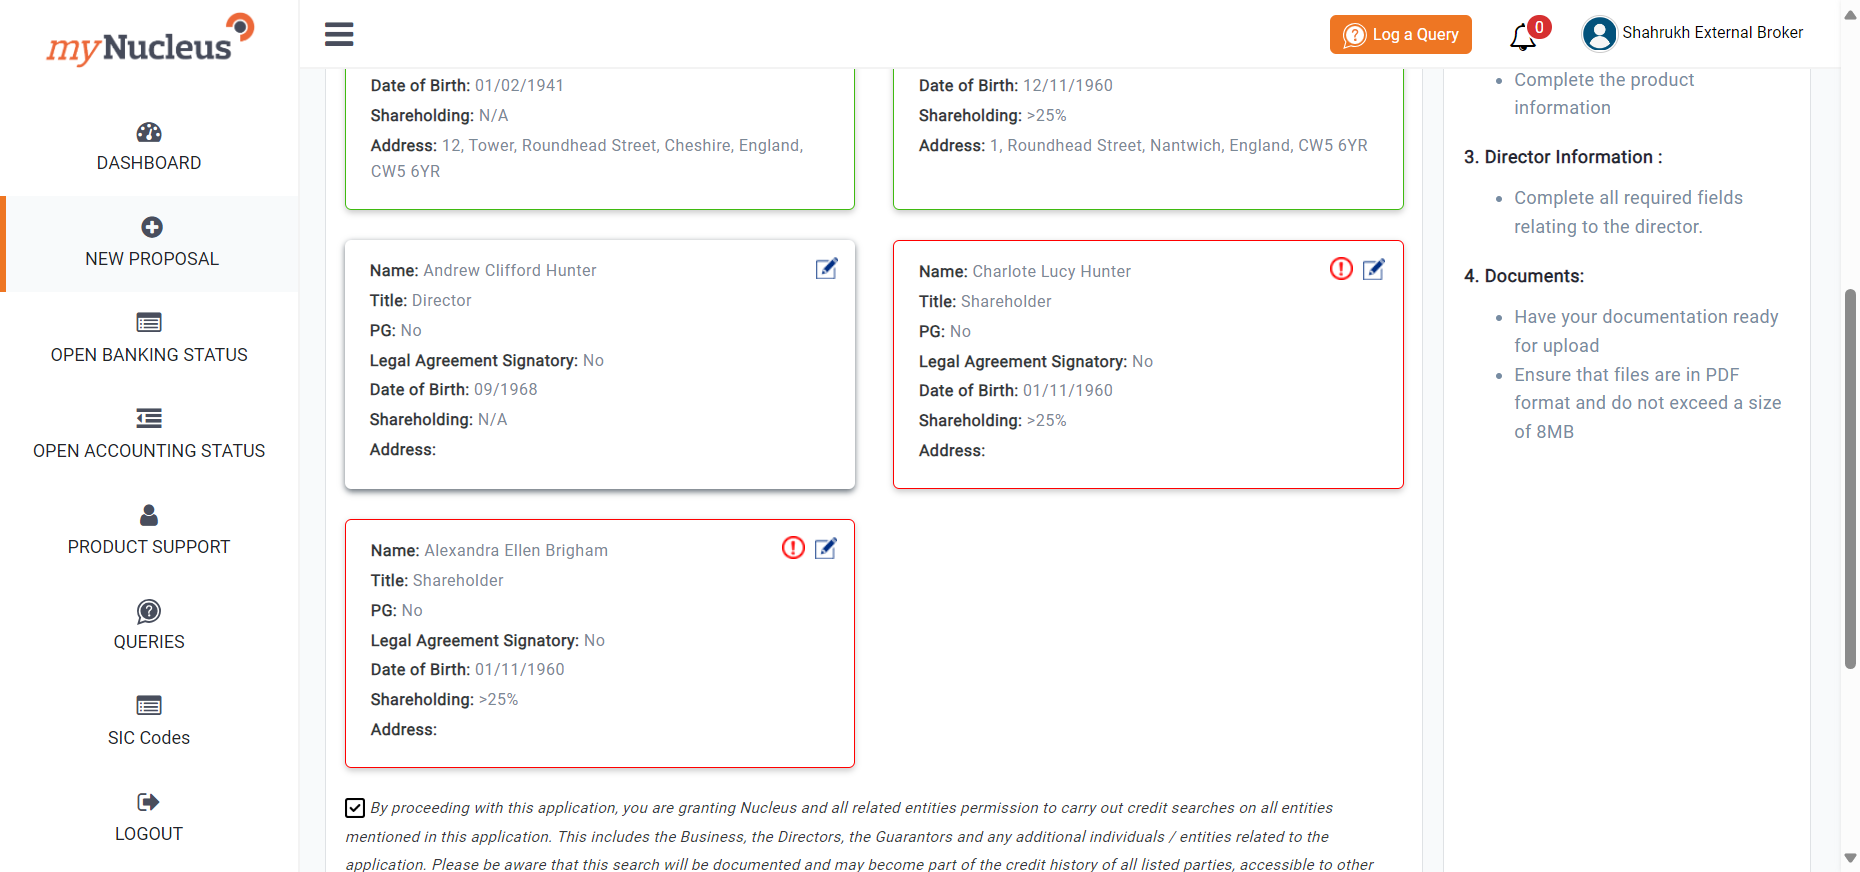 myNucleus
Log a Query
0
Shahrukh External Broker
DASHBOARD
NEW PROPOSAL
OPEN BANKING STATUS
OPEN ACCOUNTING STATUS
PRODUCT SUPPORT
QUERIES
SIC Codes
LOGOUT
Date of Birth: 01/02/1941
Shareholding: N/A
Address: 12, Tower, Roundhead Street, Cheshire, England,
CW5 6YR
Date of Birth: 12/11/1960
Shareholding: >25%
Address: 1, Roundhead Street, Nantwich, England, CW5 6YR
Name: Andrew Clifford Hunter
Title: Director
PG: No
Legal Agreement Signatory: No
Date of Birth: 09/1968
Shareholding: N/A
Address:
Name: Charlote Lucy Hunter
Title: Shareholder
PG: No
Legal Agreement Signatory: No
Date of Birth: 01/11/1960
Shareholding: >25%
Address:
Name: Alexandra Ellen Brigham
Title: Shareholder
PG: No
Legal Agreement Signatory: No
Date of Birth: 01/11/1960
Shareholding: >25%
Address:
By proceeding with this application, you are granting Nucleus and all related entities permission to carry out credit searches on all entities
mentioned in this application. This includes the Business, the Directors, the Guarantors and any additional individuals / entities related to the
application. Please be aware that this search will be documented and may become part of the credit history of all listed parties, accessible to other
• Complete the product
information
3. Director Information :
• Complete all required fields
relating to the director.
4. Documents:
• Have your documentation ready
for upload
• Ensure that files are in PDF
format and do not exceed a size
of 8MB